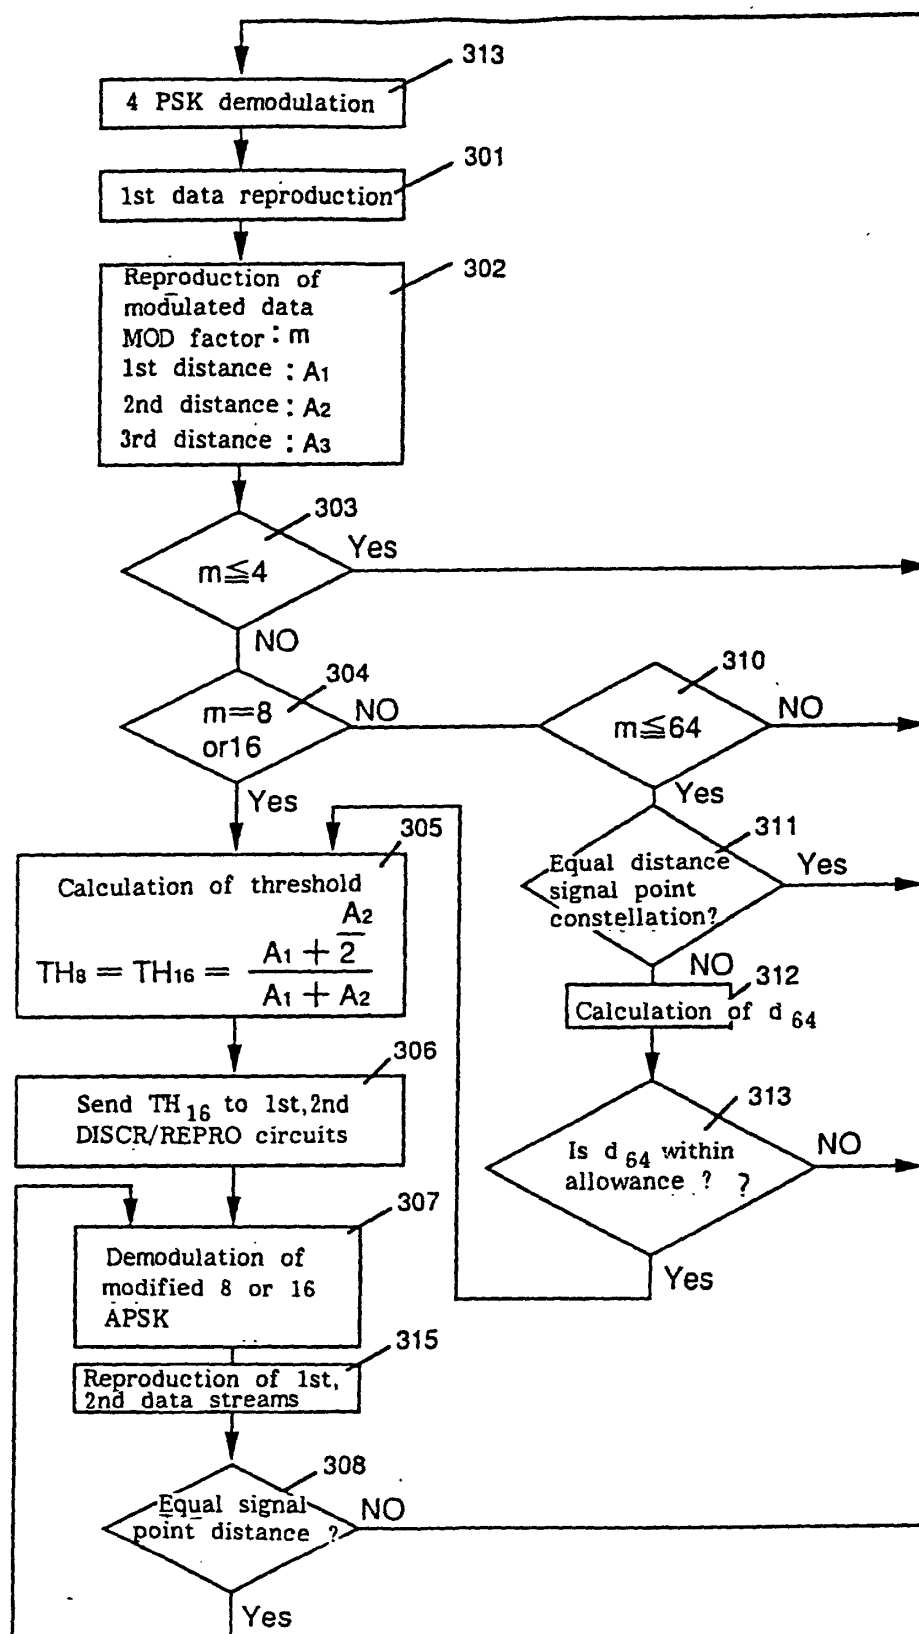 313
4 PSK demodulation
301
1st data reproduction
302
Reproduction of
modulated data
MOD factor : m
1st distance : A1
2nd distance : A2
3rd distance : A3
303
Yes
m≦4
NO
304
310
m=8
or16
NO
m≦64
NO
Yes
Yes
305
311
Calculation of threshold
Equal distance
signal point
constellation?
Yes
TH8 = TH16 = A1 + A2/2
A1 + A2
NO
312
Calculation of d64
306
Send TH16 to 1st,2nd
DISCR/REPRO circuits
313
Is d64 within
allowance ? ?
NO
307
Demodulation of
modified 8 or 16
APSK
Yes
315
Reproduction of 1st,
2nd data streams
308
Equal signal
point distance ?
NO
Yes